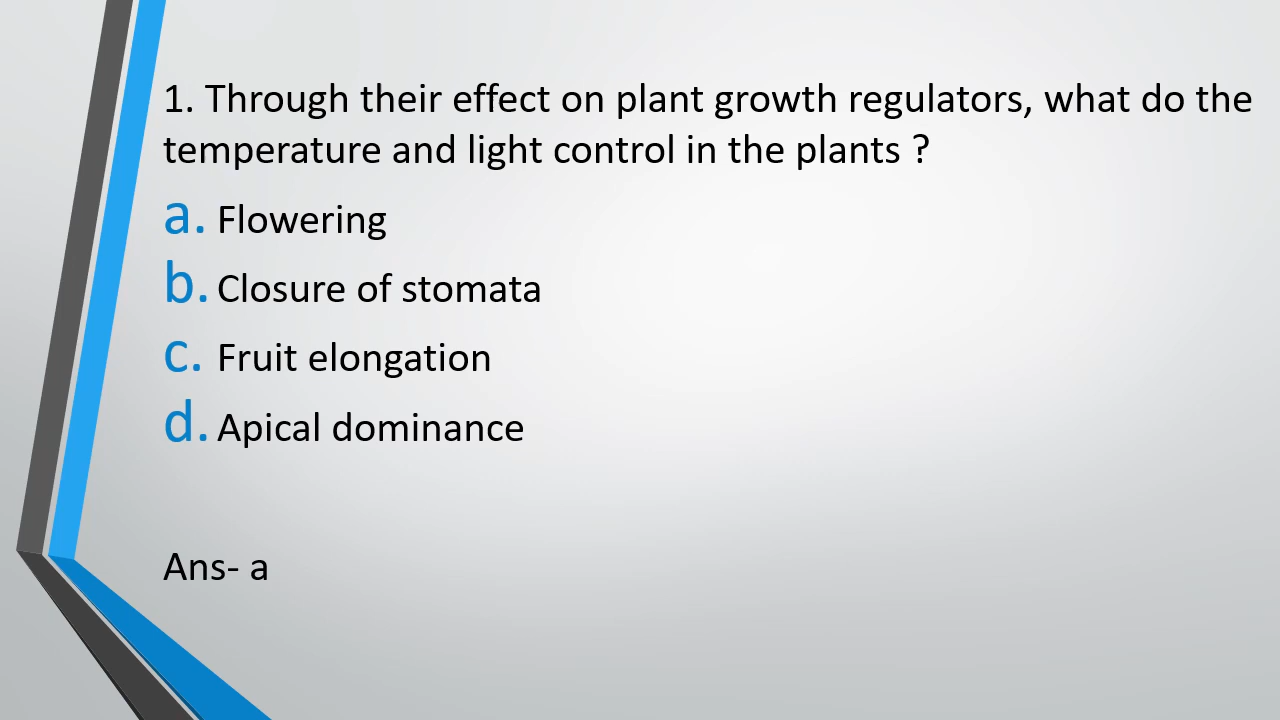 1. Through their effect on plant growth regulators, what do the
temperature and light control in the plants ?
a. Flowering
b. Closure of stomata
c. Fruit elongation
d. Apical dominance
Ans- a